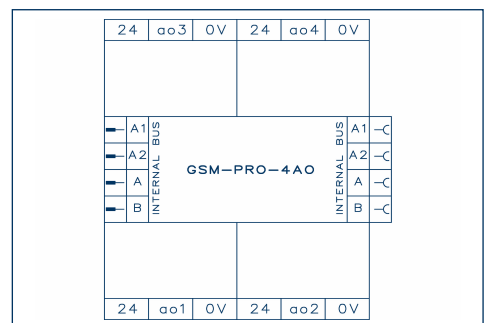 24 ao3 0V 24 ao4 0V
A1 INTERNAL BUS
A2
A
B
GSM-PRO-4AO
INTERNAL BUS A1
A2
A
B
24 ao1 0V 24 ao2 0V